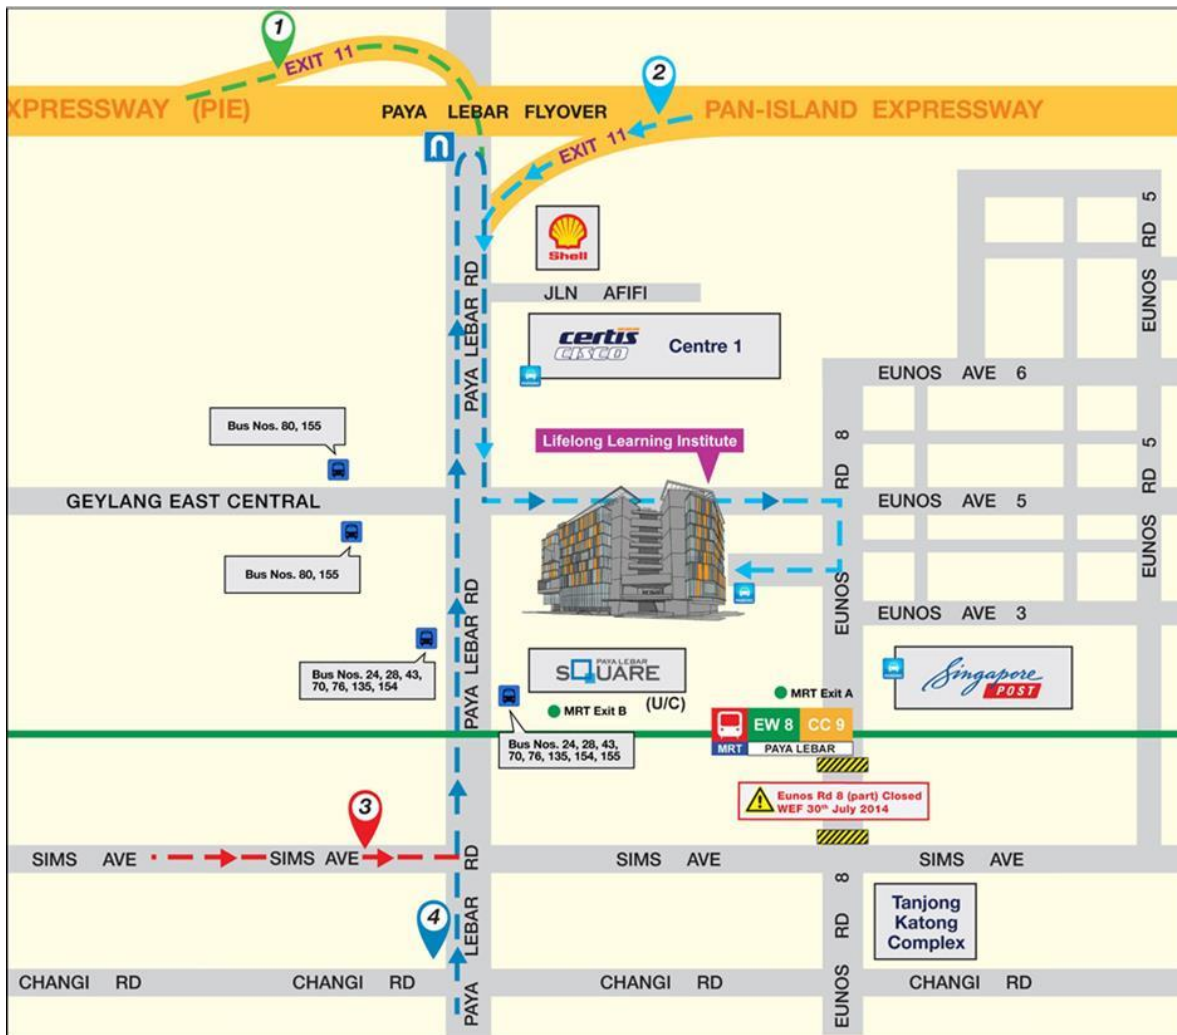 1
EXIT 11
2
XPRESSWAY (PIE)
PAYA LEBAR FLYOVER
PAN-ISLAND EXPRESSWAY
EXIT 11
Shell
JLN AFIFI
PAYA LEBAR RD
EUNOS RD 5
certis
CISCO
Centre 1
EUNOS AVE 6
Bus Nos. 80, 155
Lifelong Learning Institute
EUNOS RD 8
EUNOS RD 5
GEYLANG EAST CENTRAL
EUNOS AVE 5
Bus Nos. 80, 155
PAYA LEBAR RD
EUNOS AVE 3
Bus Nos. 24, 28, 43,
70, 76, 135, 154
PAYA LEBAR
SQUARE
(U/C)
Singapore
POST
MRT Exit A
MRT Exit B
EW 8
CC 9
MRT
PAYA LEBAR
Bus Nos. 24, 28, 43,
70, 76, 135, 154, 155
Eunos Rd 8 (part) Closed
WEF 30th July 2014
3
SIMS AVE
SIMS AVE
SIMS AVE
SIMS AVE
PAYA LEBAR RD
EUNOS RD 8
4
Tanjong
Katong
Complex
CHANGI RD
CHANGI RD
CHANGI RD
CHANGI RD